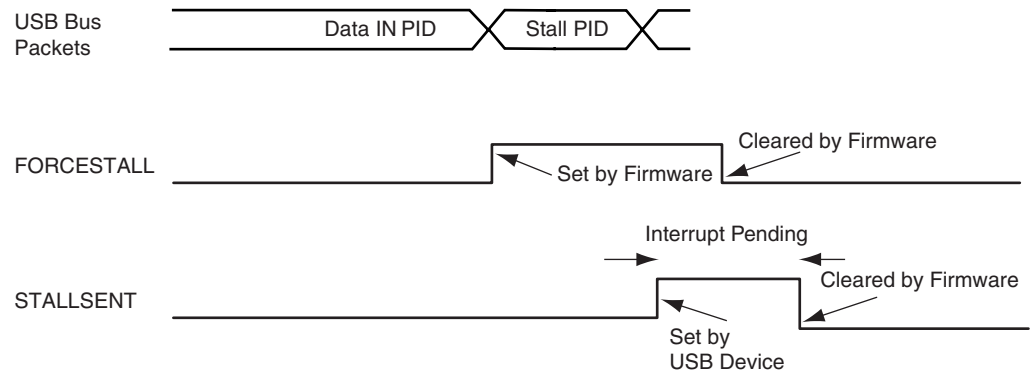 USB Bus
Packets
Data IN PID
Stall PID
FORCESTALL
Set by Firmware
Cleared by Firmware
Interrupt Pending
STALLSENT
Cleared by Firmware
Set by
USB Device